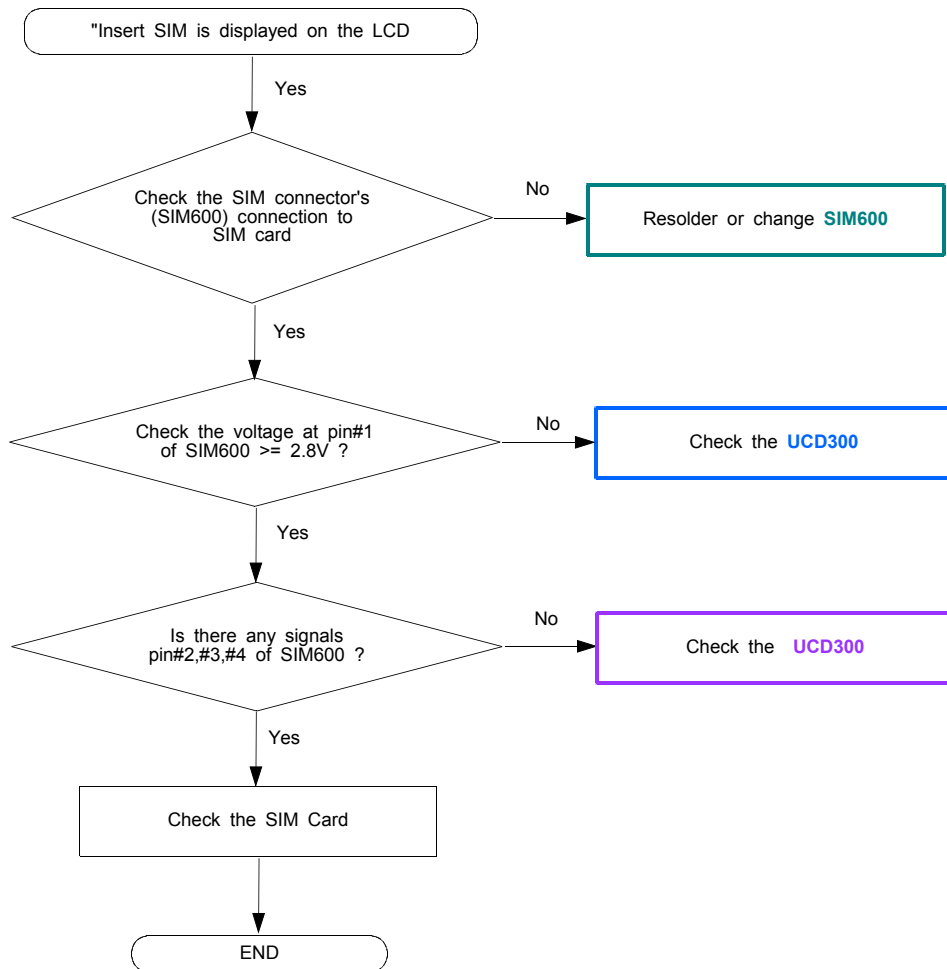 "Insert SIM is displayed on the LCD
Yes
Check the SIM connector's
(SIM600) connection to
SIM card
No
Resolder or change SIM600
Yes
Check the voltage at pin#1
of SIM600 >= 2.8V ?
No
Check the UCD300
Yes
Is there any signals
pin#2,#3,#4 of SIM600 ?
No
Check the UCD300
Yes
Check the SIM Card
END